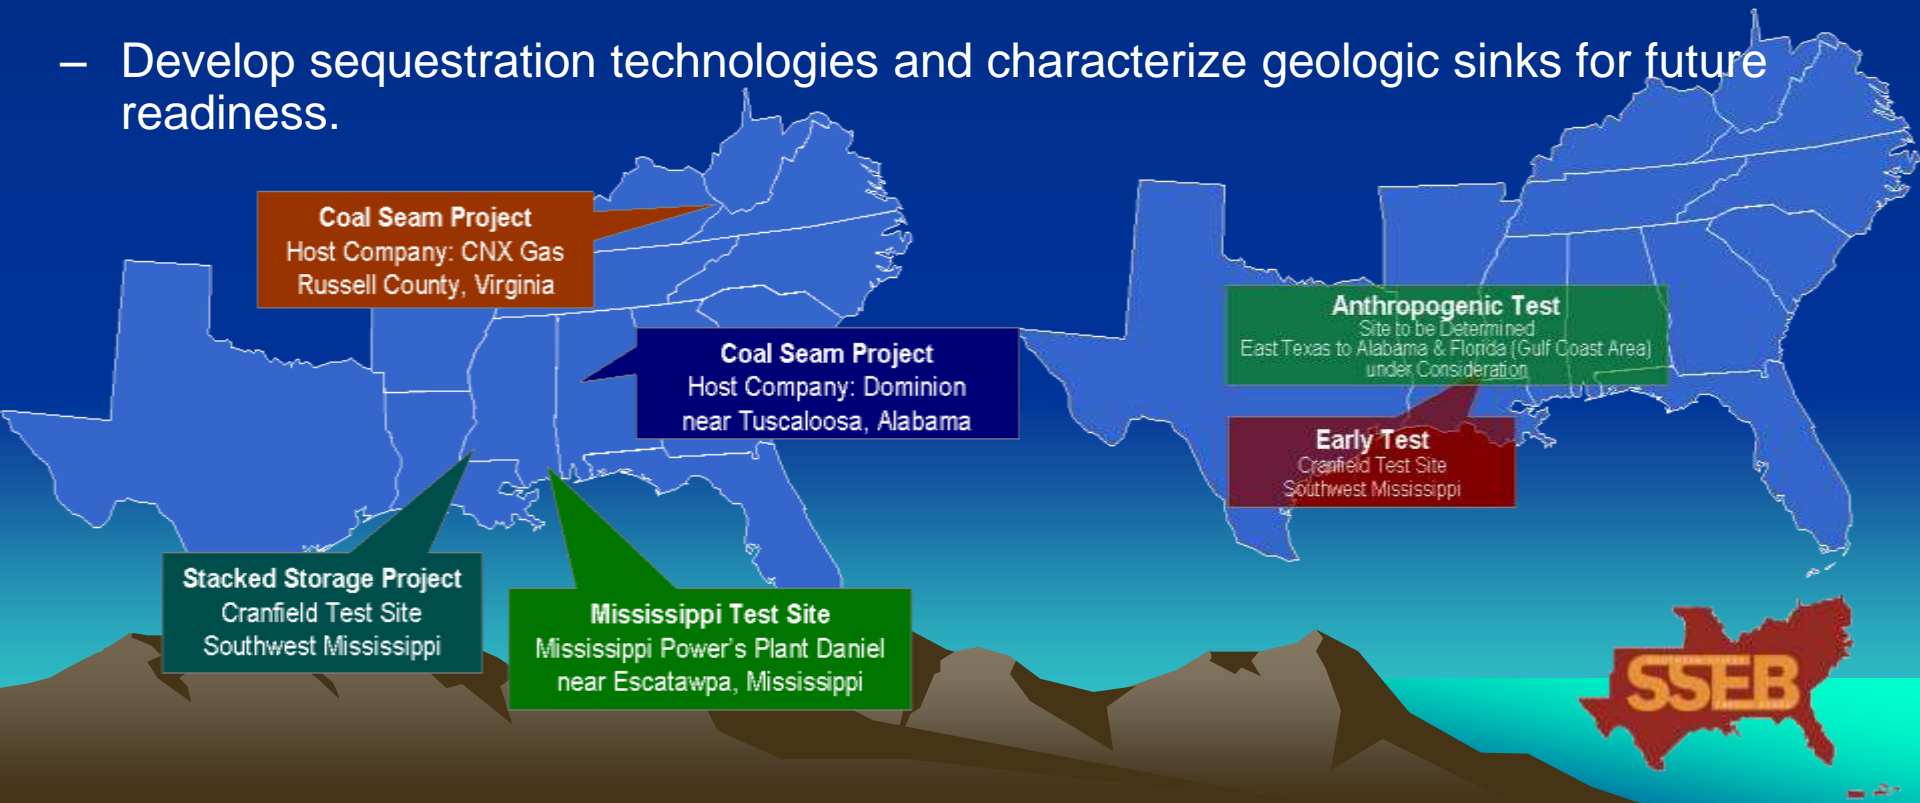 – Develop sequestration technologies and characterize geologic sinks for future
readiness.
Coal Seam Project
Host Company: CNX Gas
Russell County, Virginia
Coal Seam Project
Host Company: Dominion
near Tuscaloosa, Alabama
Stacked Storage Project
Cranfield Test Site
Southwest Mississippi
Mississippi Test Site
Mississippi Power's Plant Daniel
near Escatawpa, Mississippi
Anthropogenic Test
Site to be Determined
East Texas to Alabama & Florida (Gulf Coast Area)
under Consideration
Early Test
Cranfield Test Site
Southwest Mississippi
SSEB